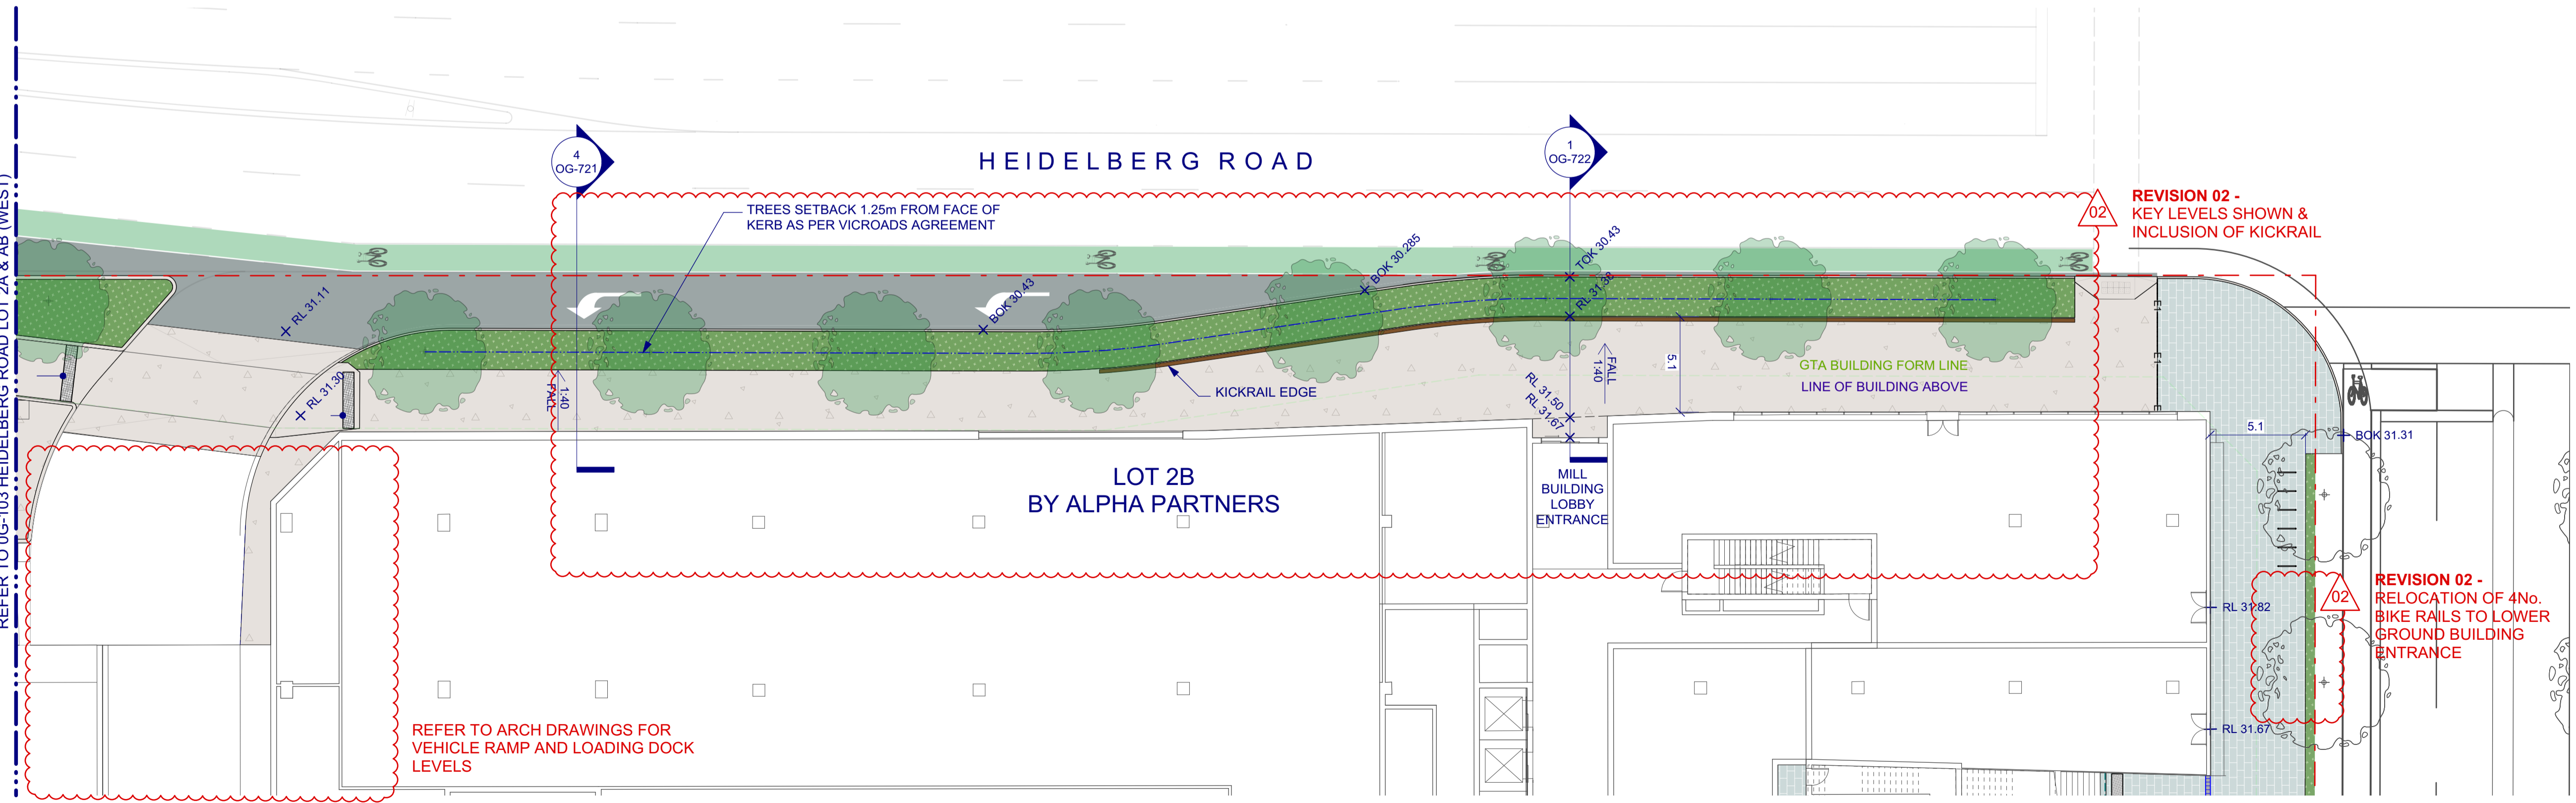 REFER TO 0G-103 HEIDELBERG ROAD LOT 2A & AB (WEST)
4
OG-721
HEIDELBERG ROAD
1
OG-722
TREES SETBACK 1.25m FROM FACE OF
KERB AS PER VICROADS AGREEMENT
02
REVISION 02 -
KEY LEVELS SHOWN &
INCLUSION OF KICKRAIL
RL 31.11
BOK 30.43
BOK 30.285
TOK 30.43
RL 31.38
RL 31.30
FALL
1:40
KICKRAIL EDGE
FALL
1:40
5.1
RL 31.50
RL 31.67
GTA BUILDING FORM LINE
LINE OF BUILDING ABOVE
E1
E1
E
5.1
BOK 31.31
LOT 2B
BY ALPHA PARTNERS
MILL
BUILDING
LOBBY
ENTRANCE
RL 31.82
02
REVISION 02 -
RELOCATION OF 4No.
BIKE RAILS TO LOWER
GROUND BUILDING
ENTRANCE
RL 31.67
REFER TO ARCH DRAWINGS FOR
VEHICLE RAMP AND LOADING DOCK
LEVELS